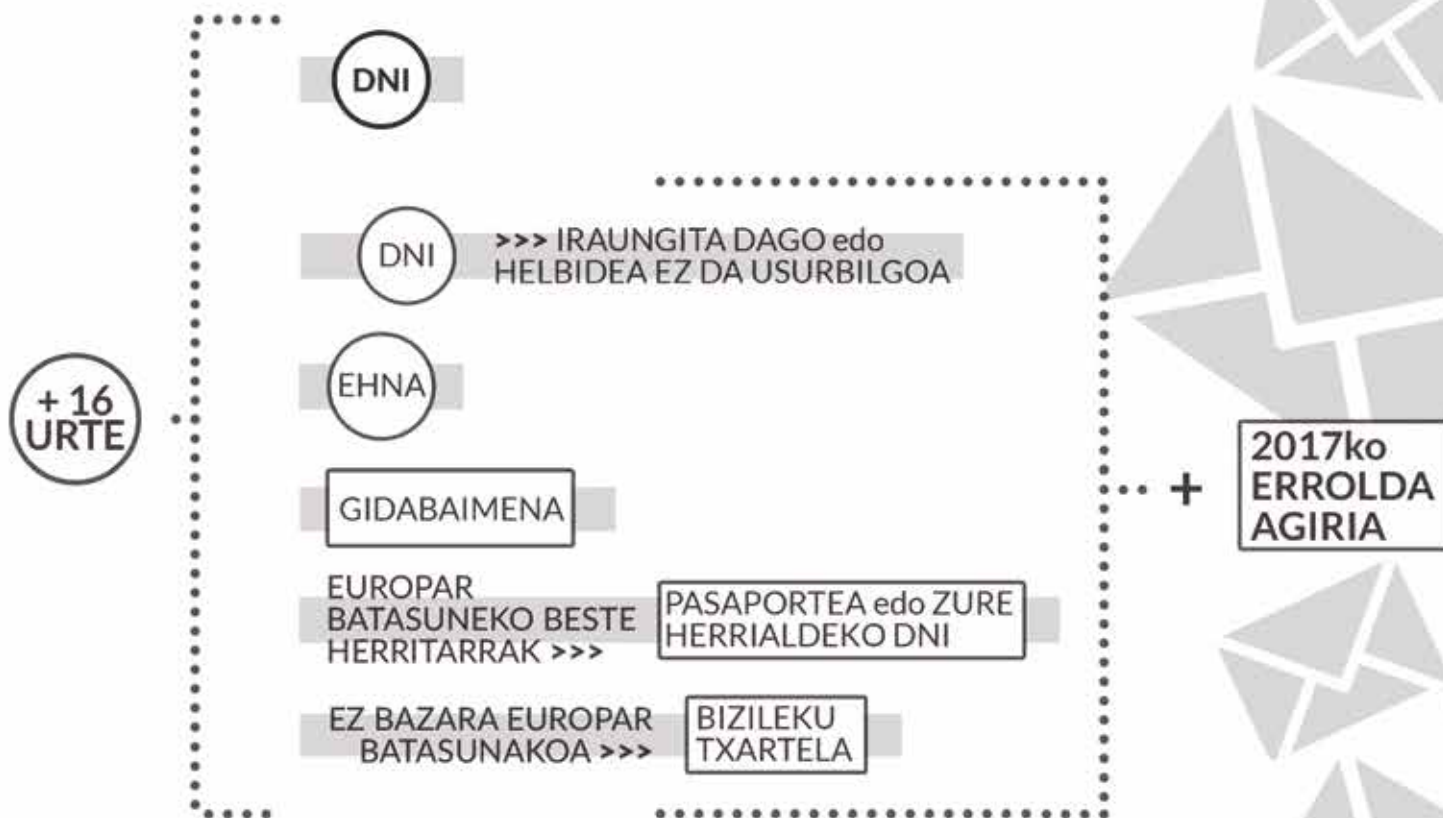 DNI
DNI
>>> IRAUNGITA DAGO edo
HELBIDEA EZ DA USURBILGOA
EHNA
+ 16
URTE
GIDABAIMENA
+
2017ko
ERROLDA
AGIRIA
EUROPAR
BATASUNEKO BESTE
HERRITARRAK >>>
PASAPORTEA edo ZURE
HERRIALDEKO DNI
EZ BAZARA EUROPAR
BATASUNAKOA >>>
BIZILEKU
TXARTELA